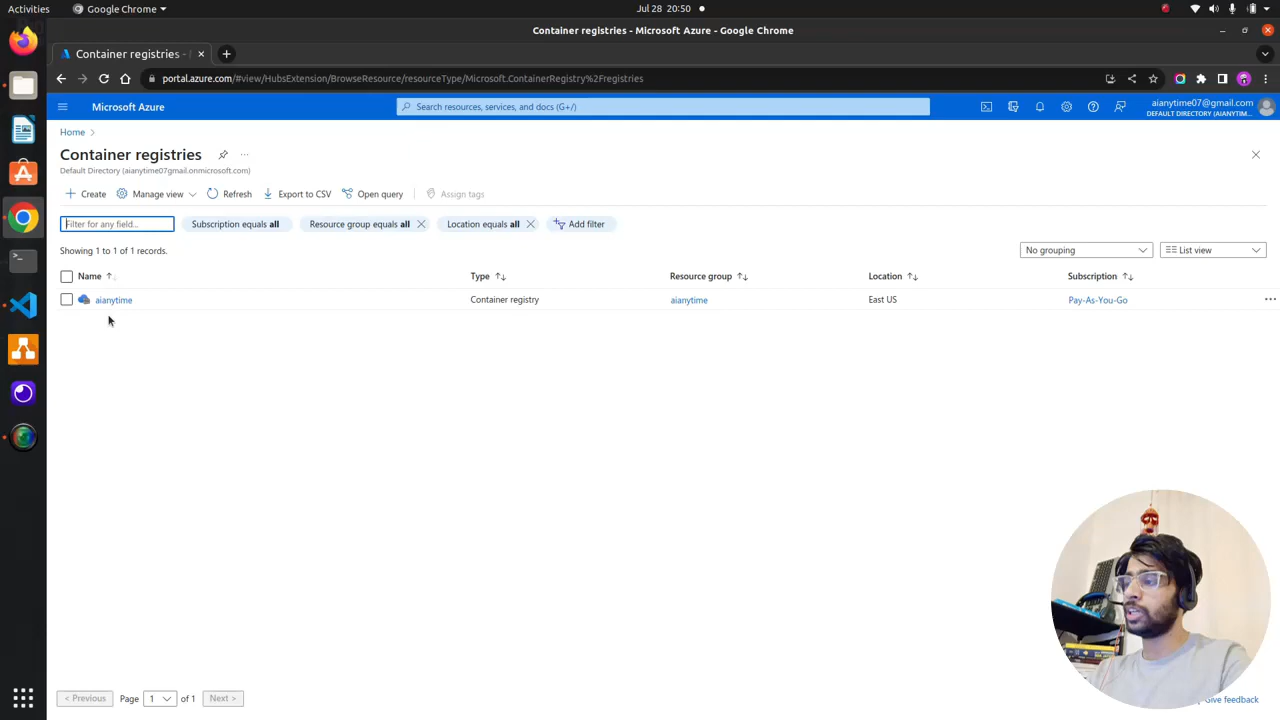 Activities
Google Chrome
Jul 28 20:50
Container registries - Microsoft Azure - Google Chrome
Container registries -
portal.azure.com/#view/HubsExtension/BrowseResource/resourceType/Microsoft.ContainerRegistry%2Fregistries
Microsoft Azure
Search resources, services, and docs (G+/)
aianytime07@gmail.com
DEFAULT DIRECTORY (AIANYTIM...
Home
Container registries
Default Directory (aianytime07gmail.onmicrosoft.com)
Create
Manage view
Refresh
Export to CSV
Open query
Assign tags
Filter for any field...
Subscription equals all
Resource group equals all
Location equals all
Add filter
Showing 1 to 1 of 1 records.
No grouping
List view
Name
Type
Resource group
Location
Subscription
aianytime
Container registry
aianytime
East US
Pay-As-You-Go
< Previous
Page
1
of 1
Next >
Give feedback